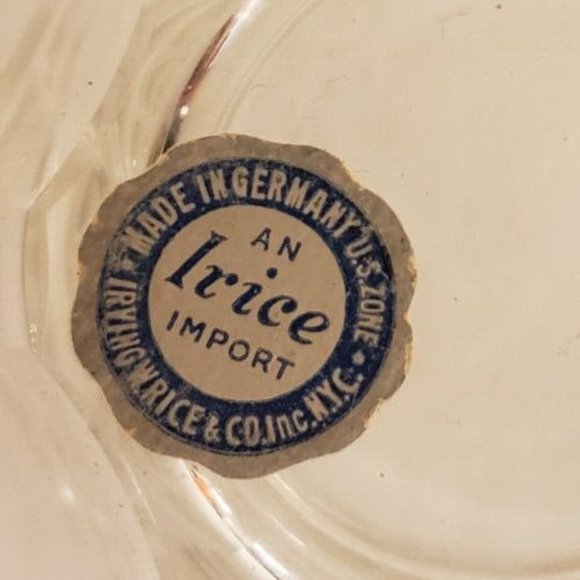 MADE IN GERMANY U.S. ZONE
AN
Irice
IMPORT
IRVING W. RICE & CO. Inc. N.Y.C.